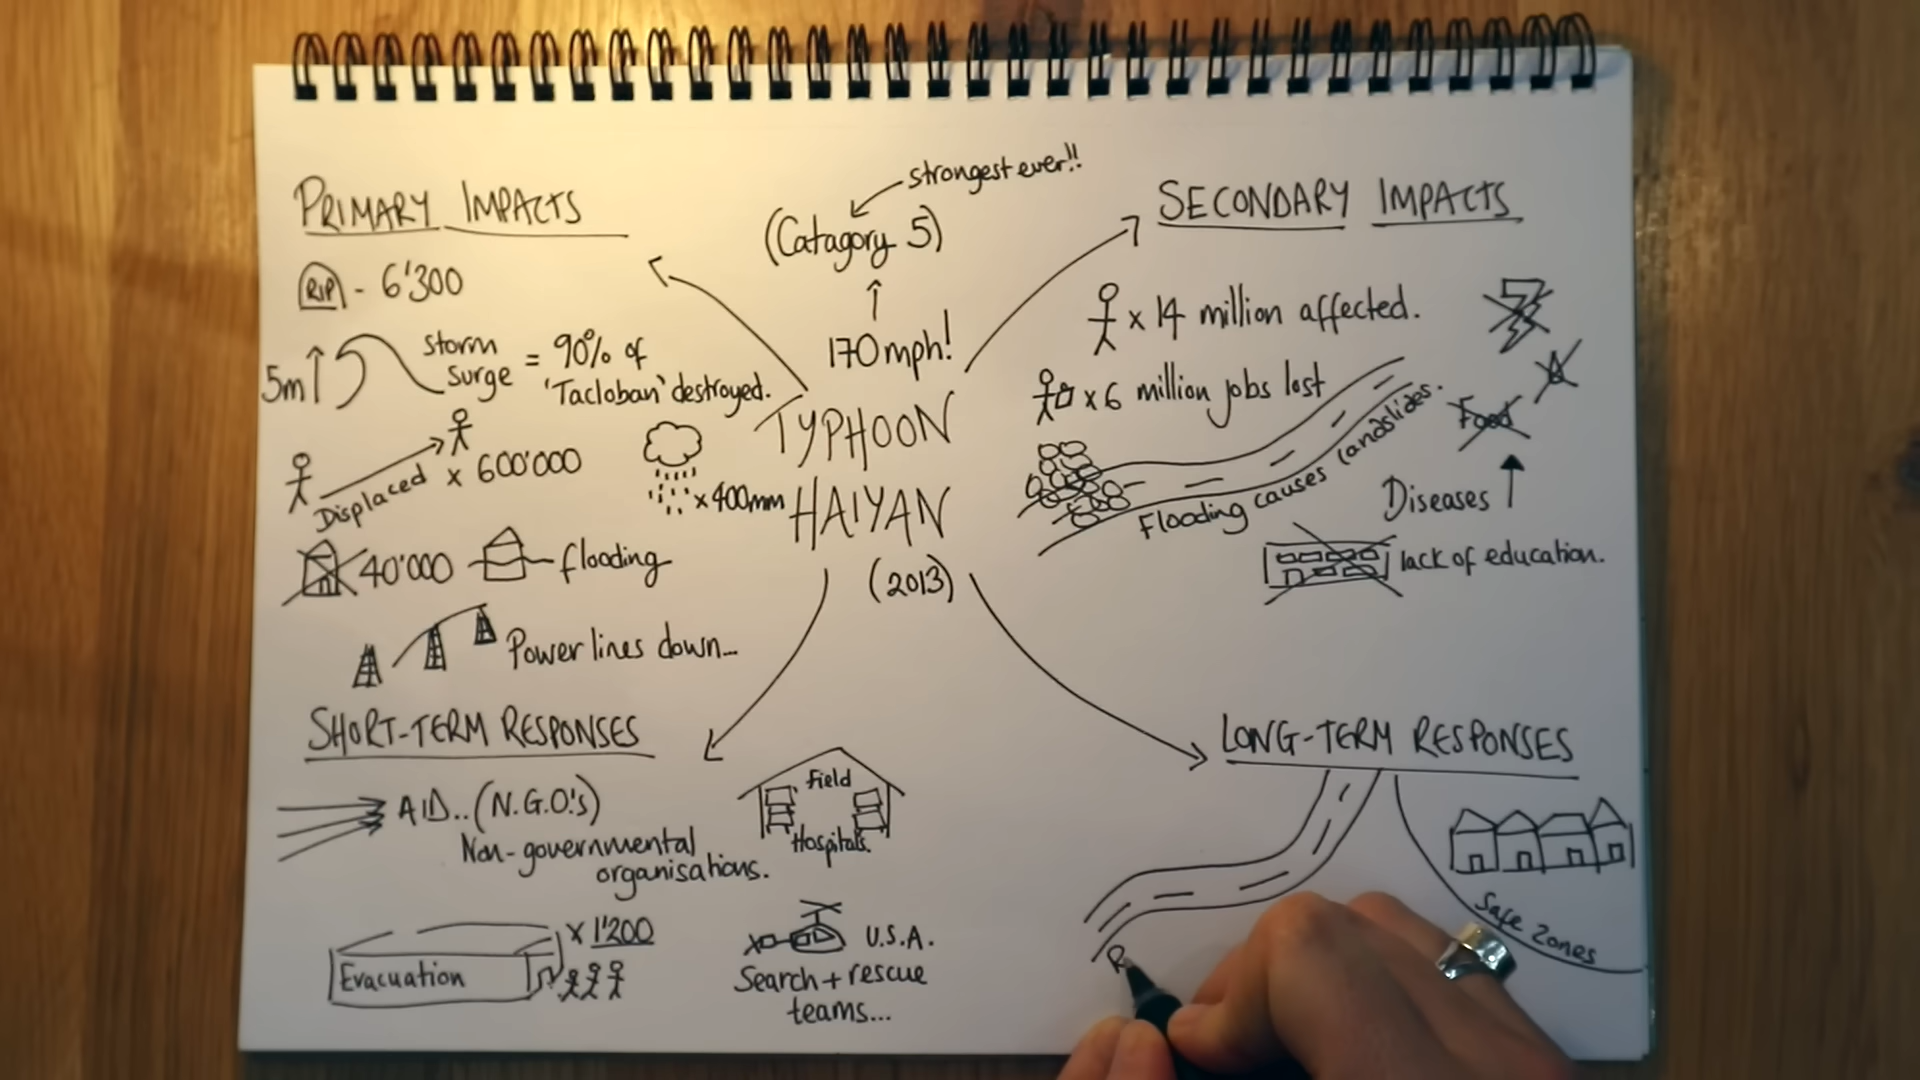 strongest ever!!
(Catagory 5)
170mph!
TYPHOON
HAIYAN
(2013)
x 400mm
PRIMARY IMPACTS
RIP - 6'300
5m
storm
surge
= 90% of
'Tacloban' destroyed.
Displaced x 600'000
40'000
flooding
Power lines down...
SECONDARY IMPACTS
x 14 million affected.
x 6 million jobs lost
Flooding causes landslides.
Food
Diseases
lack of education.
SHORT-TERM RESPONSES
AID..(N.G.O.'s)
Non-governmental
organisations.
Field
Hospitals.
Evacuation
x 1'200
U.S.A.
Search + rescue
teams...
LONG-TERM RESPONSES
Safe Zones
R